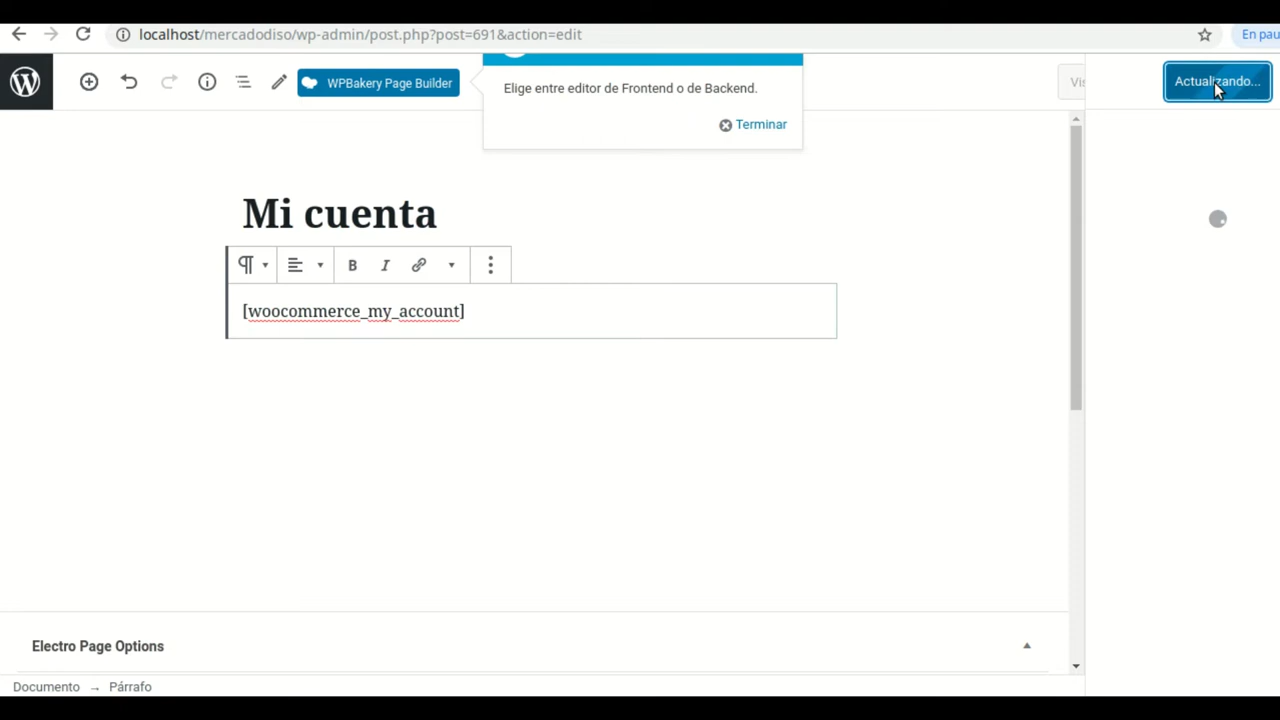 localhost/mercadodiso/wp-admin/post.php?post=691&action=edit
En pau
WPBakery Page Builder
Elige entre editor de Frontend o de Backend.
Terminar
Vis
Actualizando...
Mi cuenta
B I
[woocommerce_my_account]
Electro Page Options
Documento → Párrafo